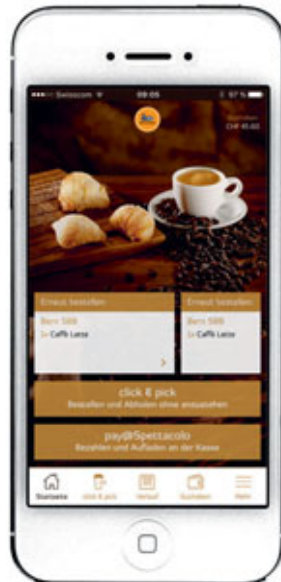 Swisscom 09:05 67 %
Guthaben
CHF 45.60
Erneut bestellen
Bern SBB
1x Caffè Latte
Erneut bestellen
Bern SBB
1x Caffè Latte
click & pick
Bestellen und Abholen ohne anzustehen
pay@Spettacolo
Bezahlen und Aufladen an der Kasse
Startseite click & pick Verlauf Guthaben Mehr